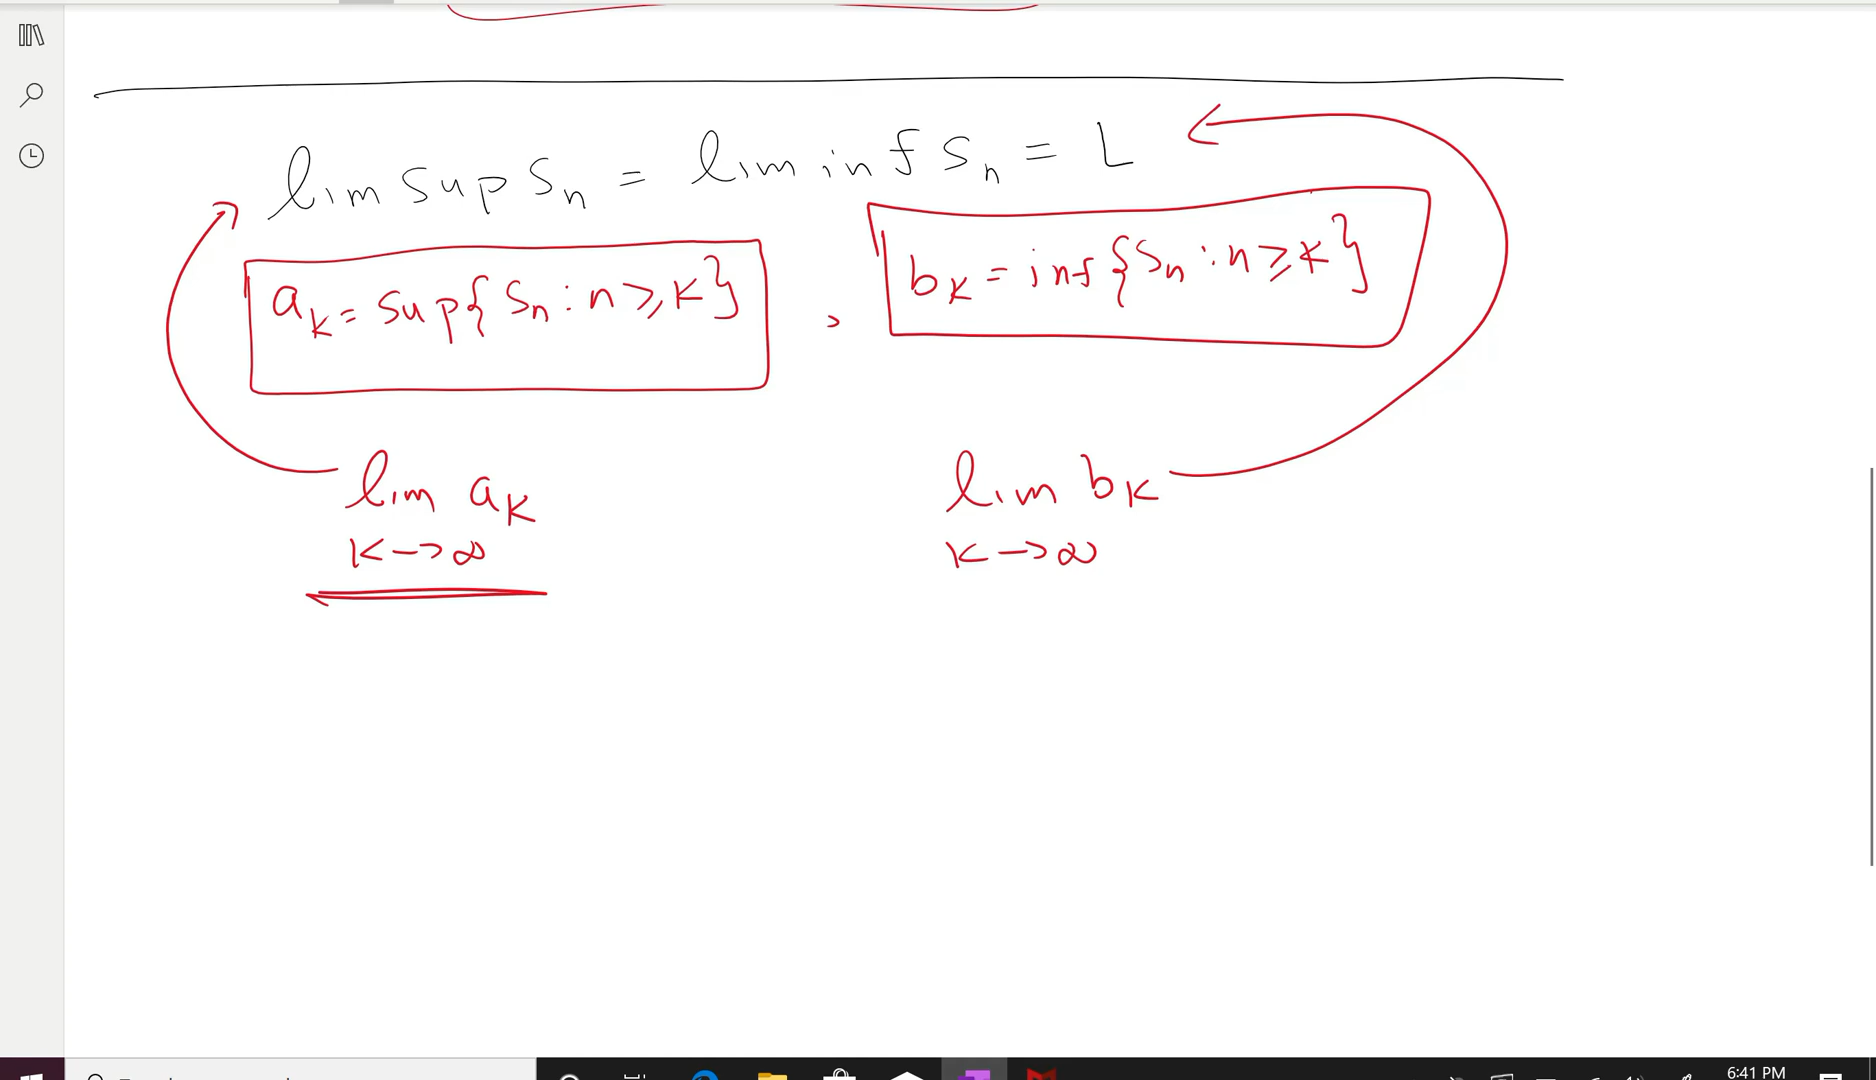 lim sup sₙ = lim inf sₙ = L
aₖ = sup{sₙ : n ≥ k} , bₖ = inf{sₙ : n ≥ k}
lim aₖ lim bₖ
k → ∞ k → ∞
6:41 PM